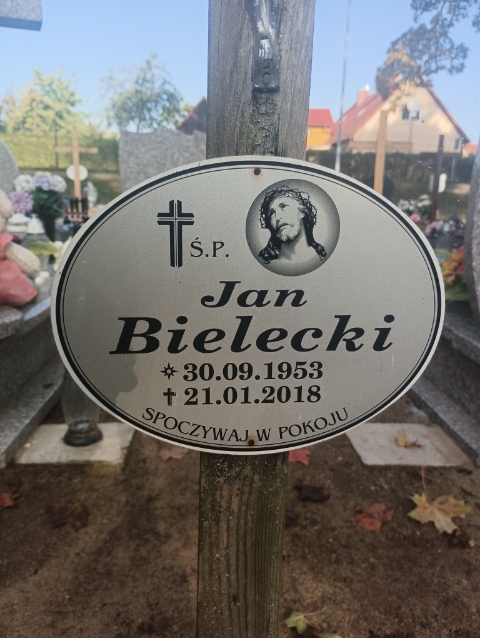 Ś.P.
Jan
Bielecki
✴ 30.09.1953
✝ 21.01.2018
SPOCZYWAJ W POKOJU